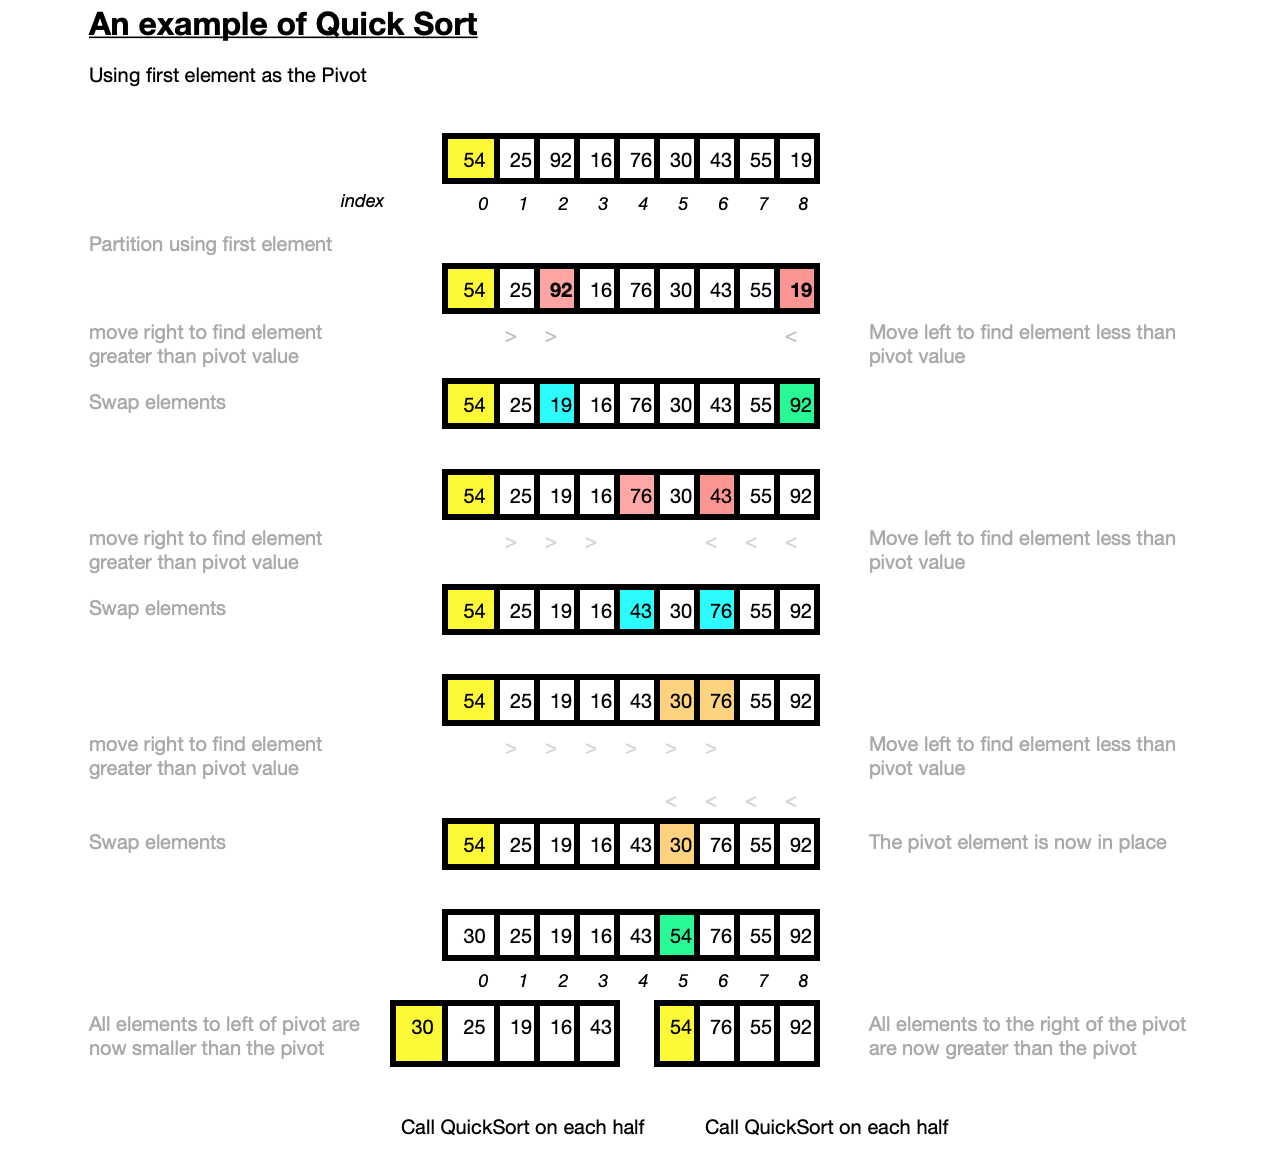 An example of Quick Sort
Using first element as the Pivot
54 25 92 16 76 30 43 55 19
index 0 1 2 3 4 5 6 7 8
Partition using first element
54 25 92 16 76 30 43 55 19
move right to find element
greater than pivot value
> > <
Move left to find element less than
pivot value
Swap elements
54 25 19 16 76 30 43 55 92
54 25 19 16 76 30 43 55 92
move right to find element
greater than pivot value
> > > < < <
Move left to find element less than
pivot value
Swap elements
54 25 19 16 43 30 76 55 92
54 25 19 16 43 30 76 55 92
move right to find element
greater than pivot value
> > > > > >
Move left to find element less than
pivot value
< < < <
Swap elements
54 25 19 16 43 30 76 55 92
The pivot element is now in place
30 25 19 16 43 54 76 55 92
0 1 2 3 4 5 6 7 8
All elements to left of pivot are
now smaller than the pivot
30 25 19 16 43
54 76 55 92
All elements to the right of the pivot
are now greater than the pivot
Call QuickSort on each half
Call QuickSort on each half